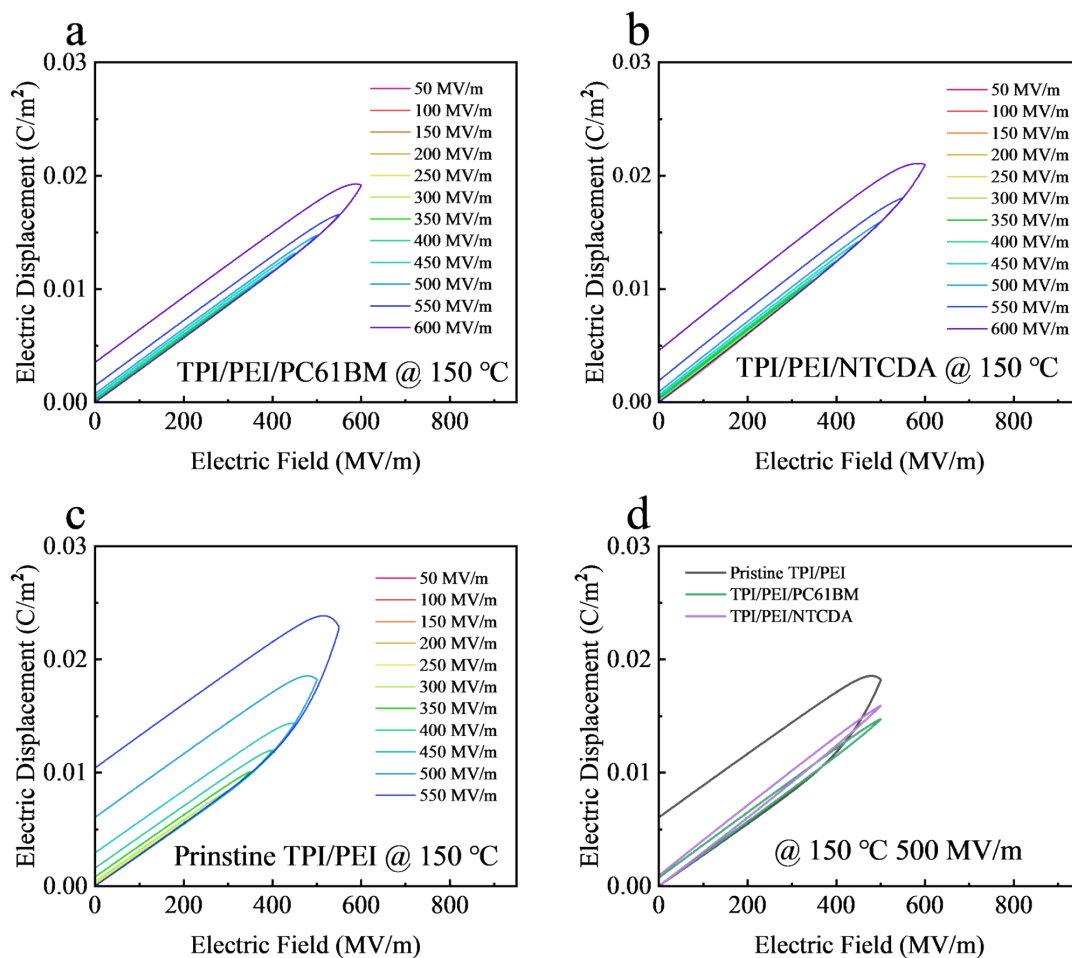 a
Electric Displacement (C/m²)
0.03
0.02
0.01
0.00
50 MV/m
100 MV/m
150 MV/m
200 MV/m
250 MV/m
300 MV/m
350 MV/m
400 MV/m
450 MV/m
500 MV/m
550 MV/m
600 MV/m
TPI/PEI/PC61BM @ 150 ℃
0 200 400 600 800
Electric Field (MV/m)
b
Electric Displacement (C/m²)
0.03
0.02
0.01
0.00
50 MV/m
100 MV/m
150 MV/m
200 MV/m
250 MV/m
300 MV/m
350 MV/m
400 MV/m
450 MV/m
500 MV/m
550 MV/m
600 MV/m
TPI/PEI/NTCDA @ 150 ℃
0 200 400 600 800
Electric Field (MV/m)
c
Electric Displacement (C/m²)
0.03
0.02
0.01
0.00
50 MV/m
100 MV/m
150 MV/m
200 MV/m
250 MV/m
300 MV/m
350 MV/m
400 MV/m
450 MV/m
500 MV/m
550 MV/m
Prinstine TPI/PEI @ 150 ℃
0 200 400 600 800
Electric Field (MV/m)
d
Electric Displacement (C/m²)
0.03
0.02
0.01
0.00
Pristine TPI/PEI
TPI/PEI/PC61BM
TPI/PEI/NTCDA
@ 150 ℃ 500 MV/m
0 200 400 600 800
Electric Field (MV/m)